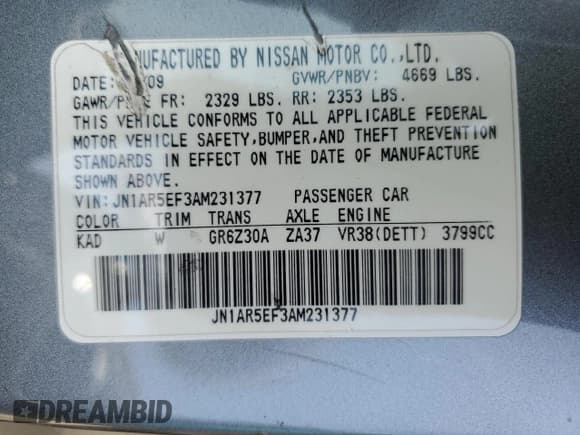 BY NISSAN MOTOR CO.,LTD.
DATE: /09 GVWR/PNBV: 4669 LBS.
FR: 2329 LBS. RR: 2353 LBS.
THIS VEHICLE CONFORMS TO ALL APPLICABLE FEDERAL
MOTOR VEHICLE SAFETY,BUMPER,AND THEFT PREVENTION
STANDARDS IN EFFECT ON THE DATE OF MANUFACTURE
SHOWN ABOVE.
VIN:JN1AR5EF3AM231377 PASSENGER CAR
COLOR TRIM TRANS AXLE ENGINE
KAD W GR6Z30A ZA37 VR38(DETT) 3799CC
JN1AR5EF3AM231377
DREAMBID